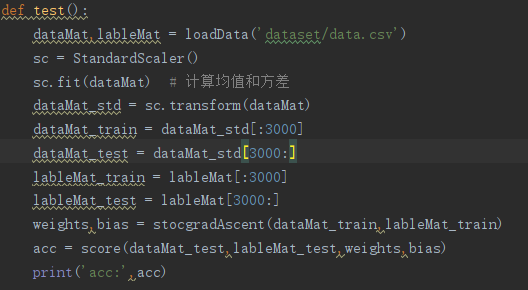 def test():
    dataMat,lableMat = loadData('dataset/data.csv')
    sc = StandardScaler()
    sc.fit(dataMat)  # 计算均值和方差
    dataMat_std = sc.transform(dataMat)
    dataMat_train = dataMat_std[:3000]
    dataMat_test = dataMat_std[3000:]
    lableMat_train = lableMat[:3000]
    lableMat_test = lableMat[3000:]
    weights,bias = stocgradAscent(dataMat_train,lableMat_train)
    acc = score(dataMat_test,lableMat_test,weights,bias)
    print('acc:',acc)